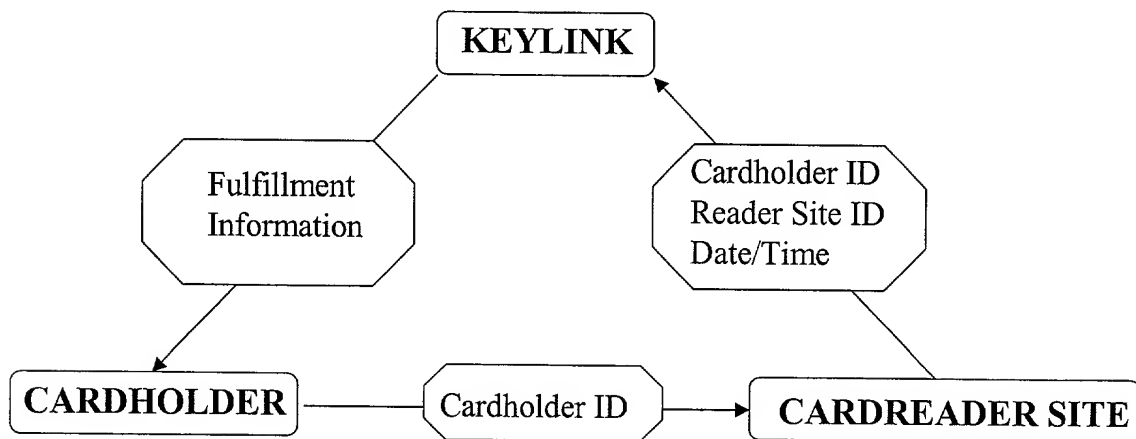 KEYLINK
Fulfillment
Information
Cardholder ID
Reader Site ID
Date/Time
CARDHOLDER
Cardholder ID
CARDREADER SITE